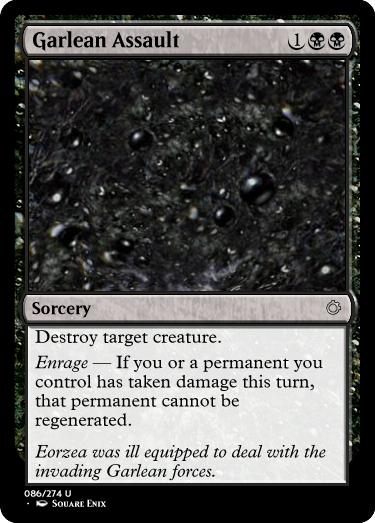 Garlean Assault 1
Sorcery
Destroy target creature.
Enrage — If you or a permanent you
control has taken damage this turn,
that permanent cannot be
regenerated.
Eorzea was ill equipped to deal with the
invading Garlean forces.
086/274 U
· Square Enix